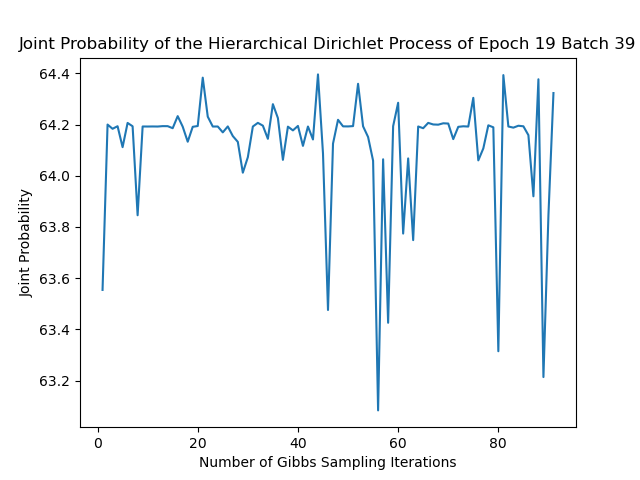 Joint Probability of the Hierarchical Dirichlet Process of Epoch 19 Batch 39
64.4
64.2
64.0
63.8
63.6
63.4
63.2
Joint Probability
0 20 40 60 80
Number of Gibbs Sampling Iterations